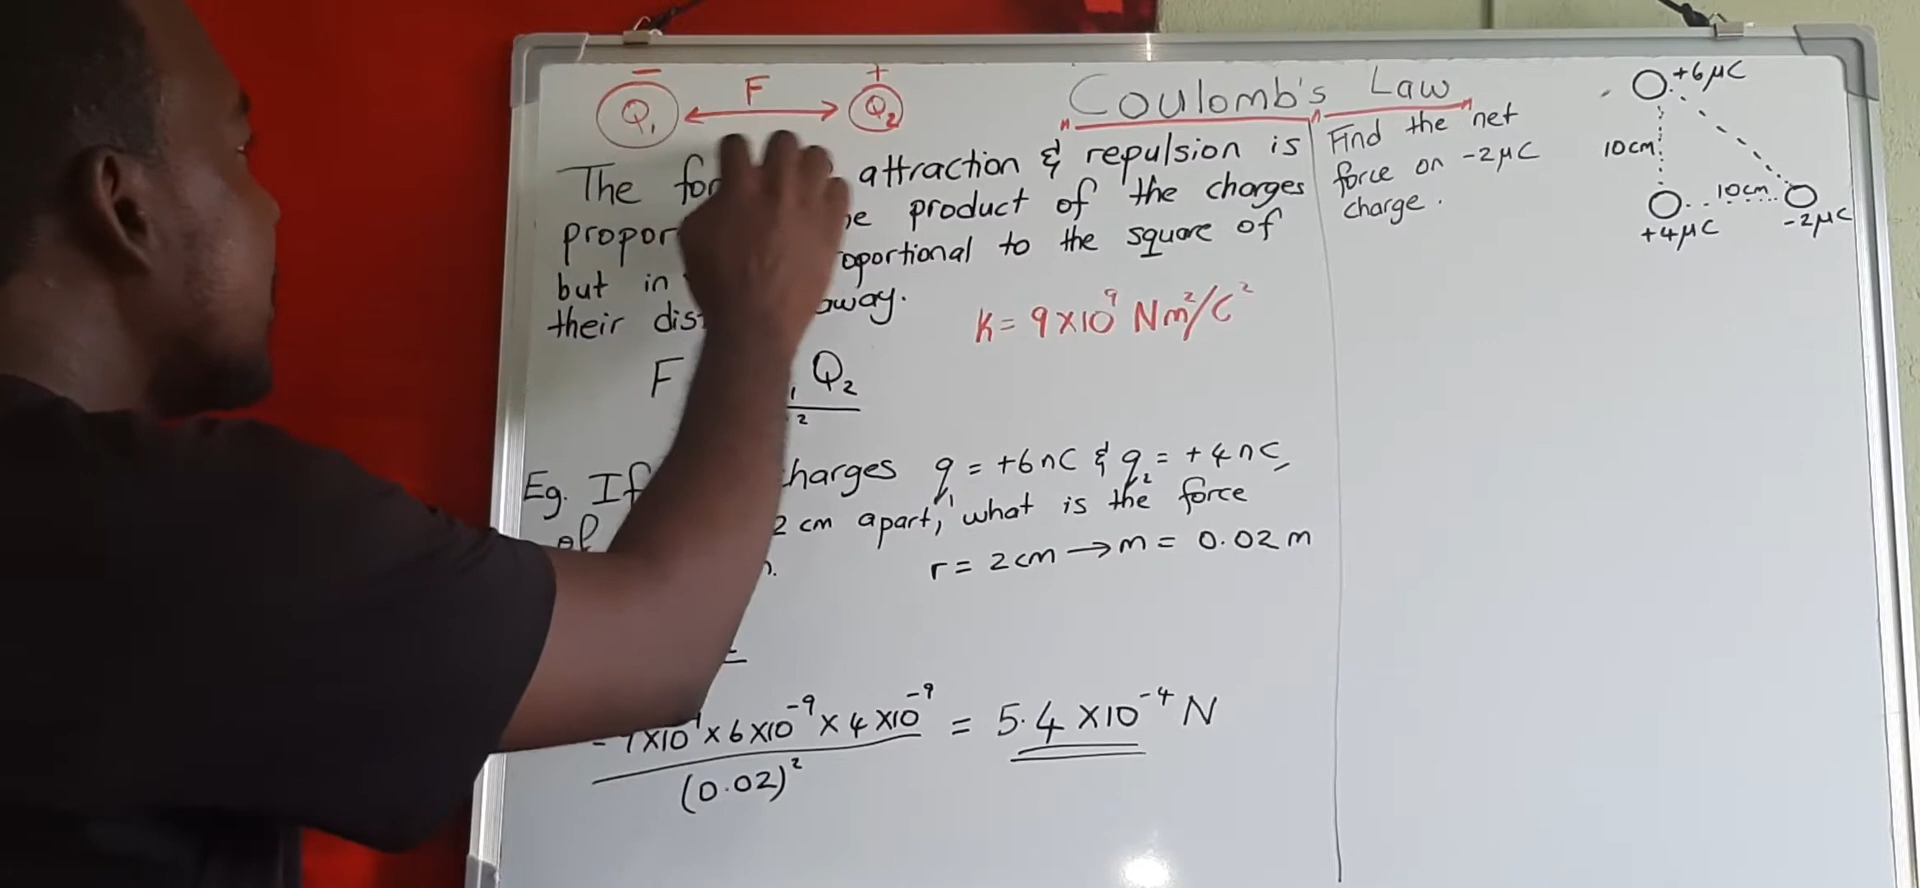 − +
Q₁ F Q₂
Coulomb's Law
The for attraction & repulsion is
propor product of the charges
but in oportional to the square of
their dis away.
K = 9×10⁹ Nm²/C²
F Q₂
2
Eg. If harges q₁ = +6nC & q₂ = +4nC,
of 2 cm apart, what is the force
r = 2cm → m = 0.02m
=
×10 × 6×10⁻⁹ × 4×10⁻⁹ = 5.4 ×10⁻⁴ N
(0.02)²
Find the net
force on -2μC
charge.
+6μC
10cm
10cm
+4μC
-2μC